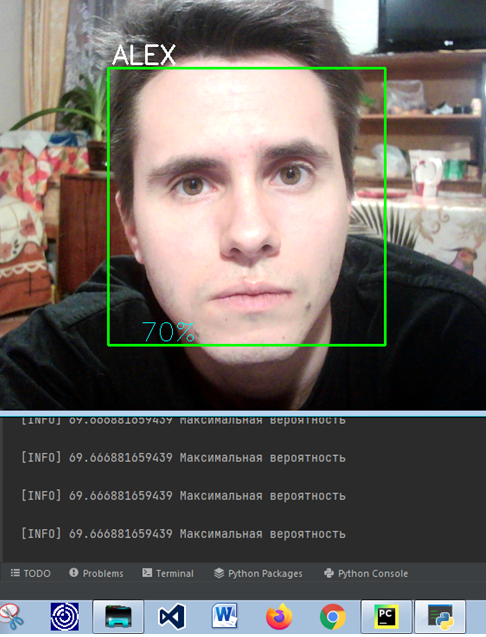 ALEX
70%
[INFO] 69.666881659439 Максимальная вероятность
[INFO] 69.666881659439 Максимальная вероятность
[INFO] 69.666881659439 Максимальная вероятность
[INFO] 69.666881659439 Максимальная вероятность
TODO Problems Terminal Python Packages Python Console
W PC